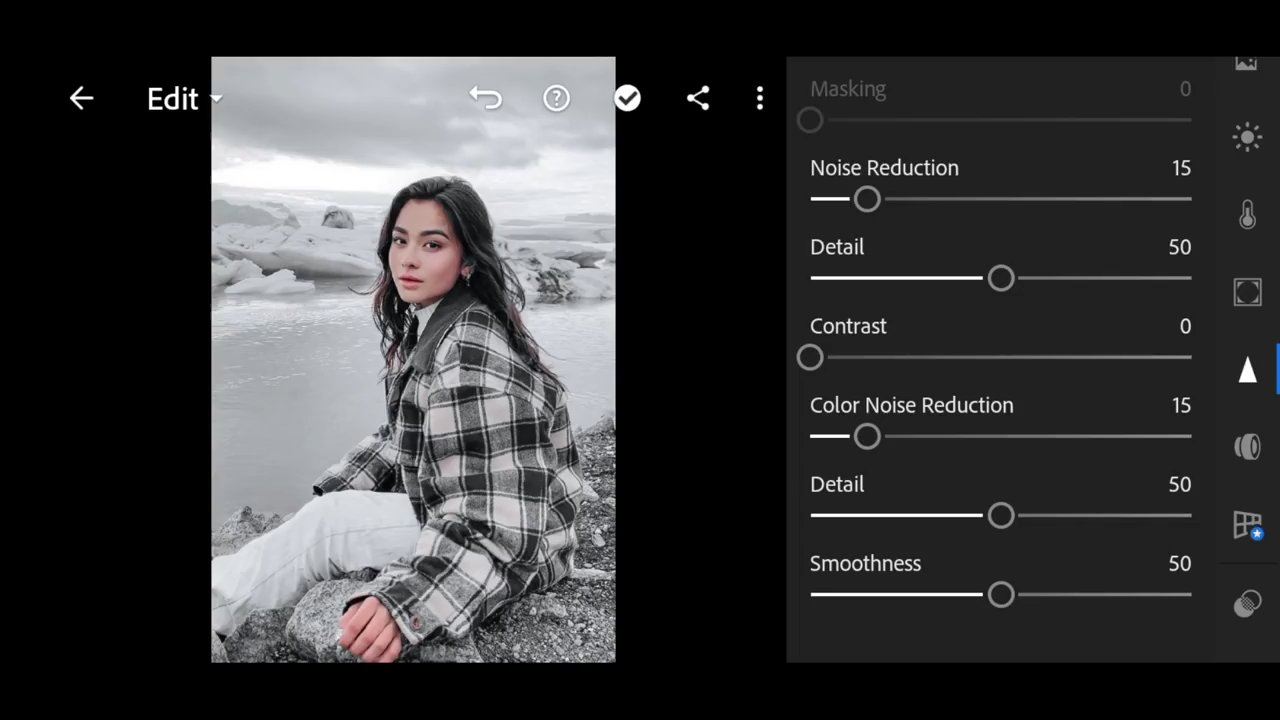 Edit
Masking 0
Noise Reduction 15
Detail 50
Contrast 0
Color Noise Reduction 15
Detail 50
Smoothness 50